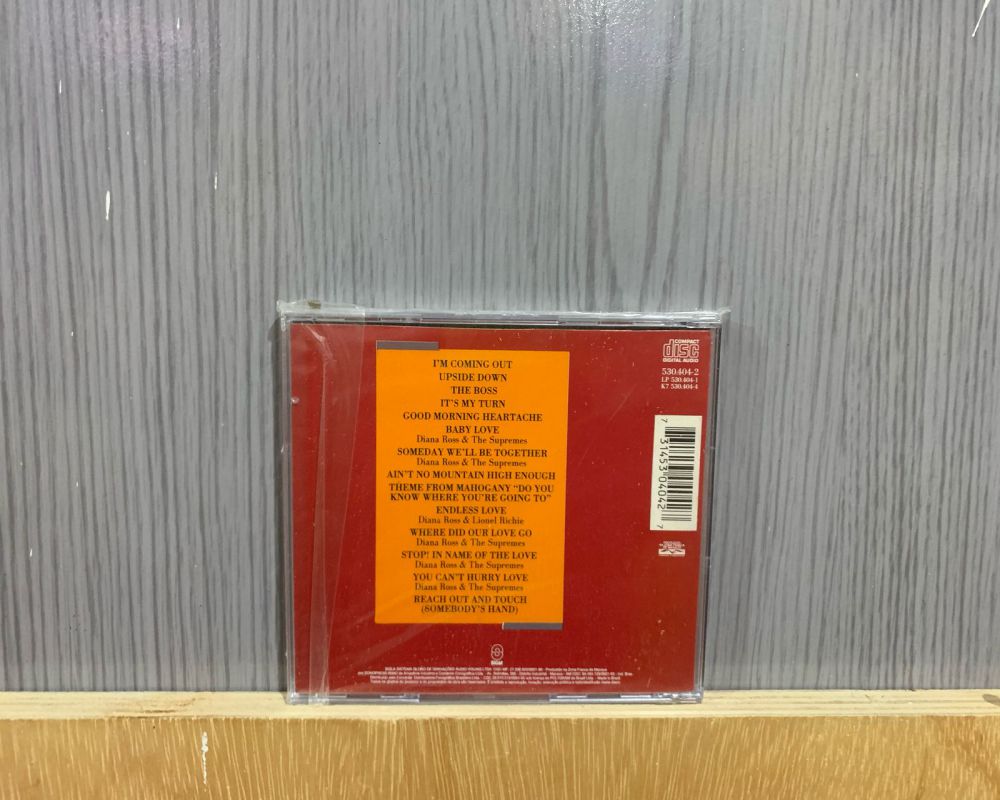 I'M COMING OUT
UPSIDE DOWN
THE BOSS
IT'S MY TURN
GOOD MORNING HEARTACHE
BABY LOVE
Diana Ross & The Supremes
SOMEDAY WE'LL BE TOGETHER
Diana Ross & The Supremes
AIN'T NO MOUNTAIN HIGH ENOUGH
THEME FROM MAHOGANY "DO YOU
KNOW WHERE YOU'RE GOING TO"
ENDLESS LOVE
Diana Ross & Lionel Richie
WHERE DID OUR LOVE GO
Diana Ross & The Supremes
STOP! IN NAME OF THE LOVE
Diana Ross & The Supremes
YOU CAN'T HURRY LOVE
Diana Ross & The Supremes
REACH OUT AND TOUCH
(SOMEBODY'S HAND)
COMPACT
disc
DIGITAL AUDIO
530.404-2
LP 530.404-1
K7 530.404-4
7 31453 04042 7